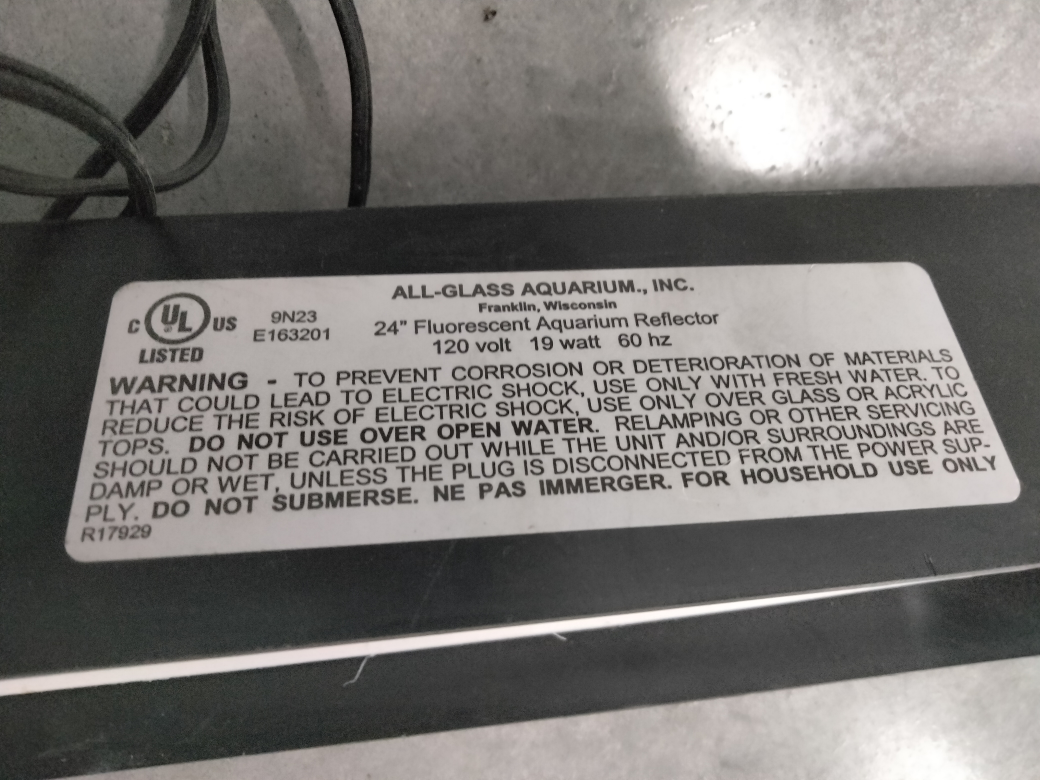 C UL US
LISTED
9N23
E163201
ALL-GLASS AQUARIUM., INC.
Franklin, Wisconsin
24" Fluorescent Aquarium Reflector
120 volt 19 watt 60 hz
WARNING - TO PREVENT CORROSION OR DETERIORATION OF MATERIALS
THAT COULD LEAD TO ELECTRIC SHOCK, USE ONLY WITH FRESH WATER. TO
REDUCE THE RISK OF ELECTRIC SHOCK, USE ONLY OVER GLASS OR ACRYLIC
TOPS. DO NOT USE OVER OPEN WATER. RELAMPING OR OTHER SERVICING
SHOULD NOT BE CARRIED OUT WHILE THE UNIT AND/OR SURROUNDINGS ARE
DAMP OR WET, UNLESS THE PLUG IS DISCONNECTED FROM THE POWER SUP-
PLY. DO NOT SUBMERSE. NE PAS IMMERGER. FOR HOUSEHOLD USE ONLY
R17929